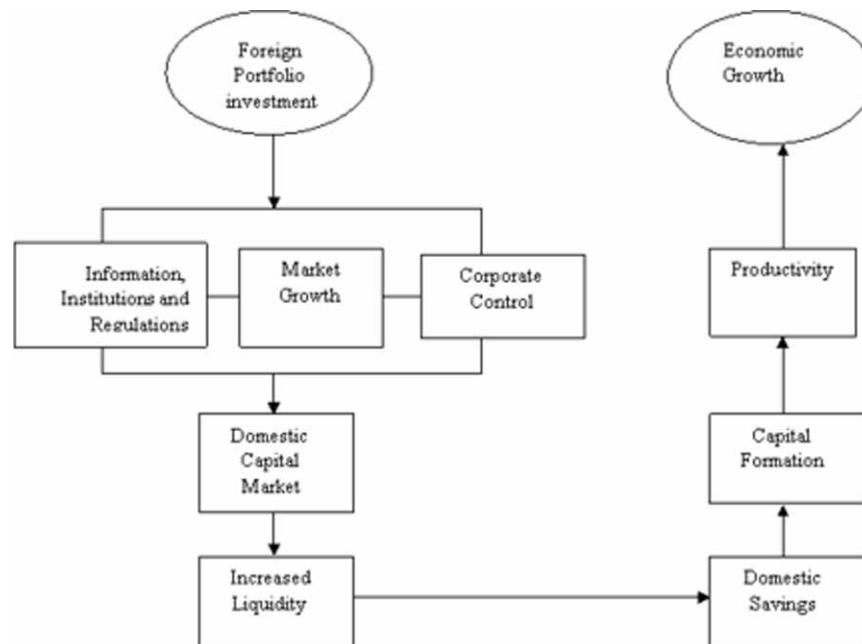 Foreign
Portfolio
investment
Economic
Growth
Information,
Institutions and
Regulations
Market
Growth
Corporate
Control
Productivity
Domestic
Capital
Market
Capital
Formation
Increased
Liquidity
Domestic
Savings